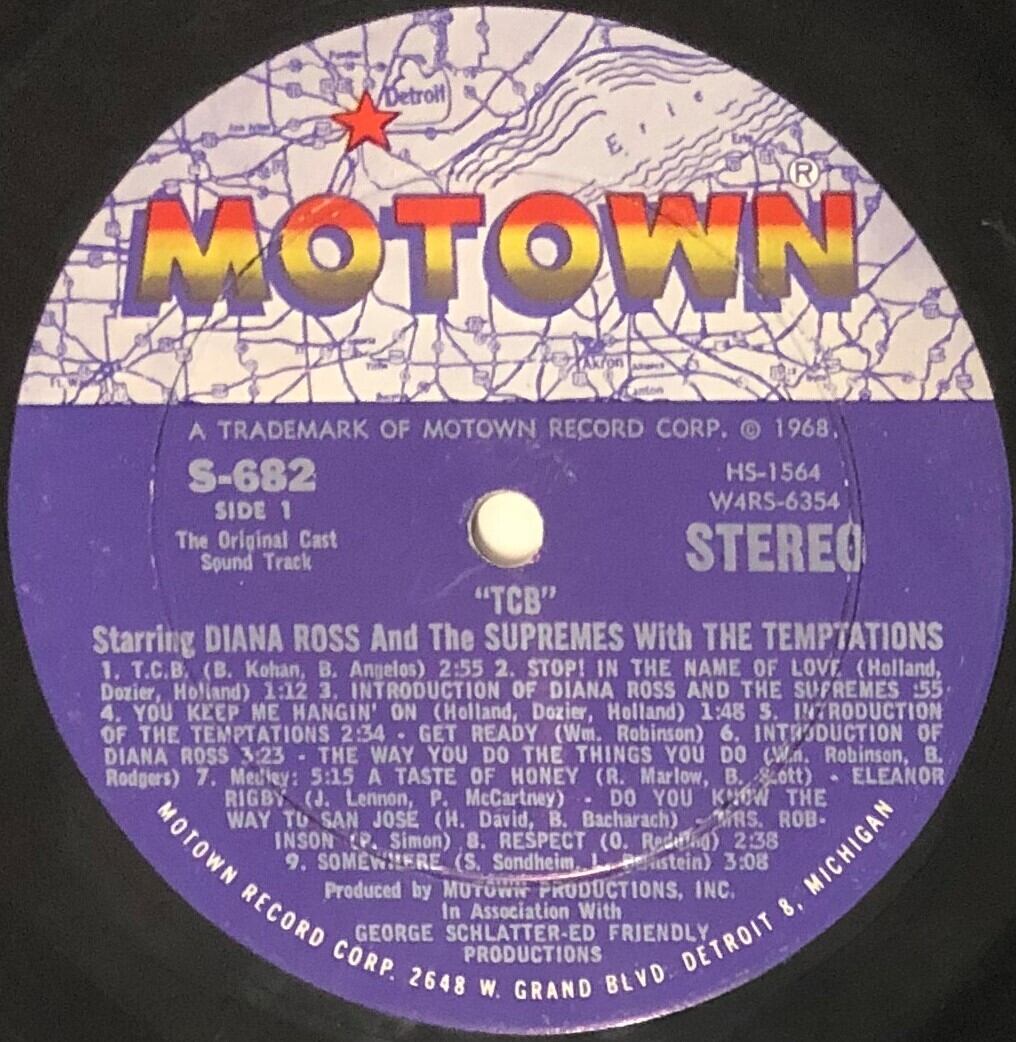 Detroit
Erie
MOTOWN®
Akron
A TRADEMARK OF MOTOWN RECORD CORP. © 1968.
S-682
SIDE 1
The Original Cast
Sound Track
HS-1564
W4RS-6354
STEREO
“TCB”
Starring DIANA ROSS And The SUPREMES With THE TEMPTATIONS
1. T.C.B. (B. Kohan, B. Angelos) 2:55 2. STOP! IN THE NAME OF LOVE (Holland,
Dozier, Holland) 1:12 3. INTRODUCTION OF DIANA ROSS AND THE SUPREMES :55
4. YOU KEEP ME HANGIN' ON (Holland, Dozier, Holland) 1:48 5. INTRODUCTION
OF THE TEMPTATIONS 2:34 - GET READY (Wm. Robinson) 6. INTRODUCTION OF
DIANA ROSS 3:23 - THE WAY YOU DO THE THINGS YOU DO (Wm. Robinson, B.
Rodgers) 7. Medley: 5:15 A TASTE OF HONEY (R. Marlow, B. Scott) - ELEANOR
RIGBY (J. Lennon, P. McCartney) - DO YOU KNOW THE
WAY TO SAN JOSE (H. David, B. Bacharach) - MRS. ROB-
INSON (P. Simon) 8. RESPECT (O. Redding) 2:38
9. SOMEWHERE (S. Sondheim, L. Bernstein) 3:08
Produced by MOTOWN PRODUCTIONS, INC.
In Association With
GEORGE SCHLATTER-ED FRIENDLY
PRODUCTIONS
MOTOWN RECORD CORP. 2648 W. GRAND BLVD. DETROIT 8, MICHIGAN